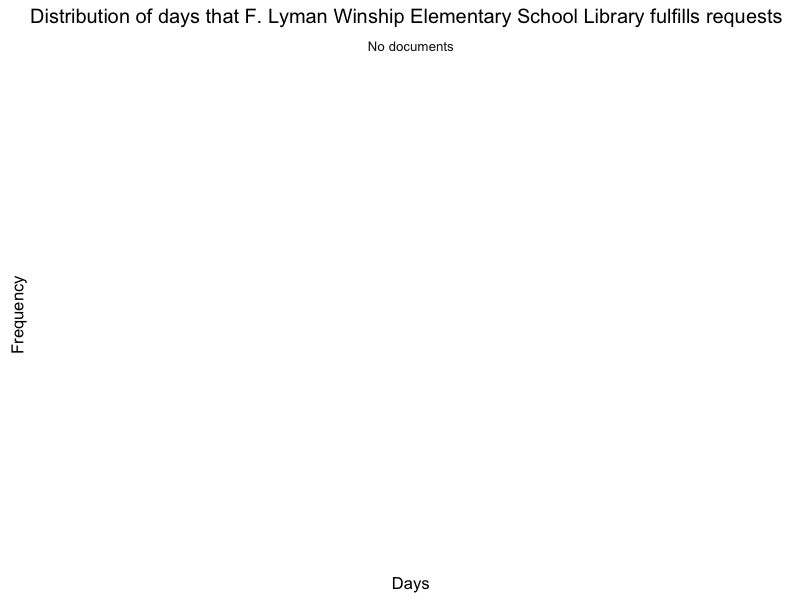 Distribution of days that F. Lyman Winship Elementary School Library fulfills requests
No documents
Frequency
Days